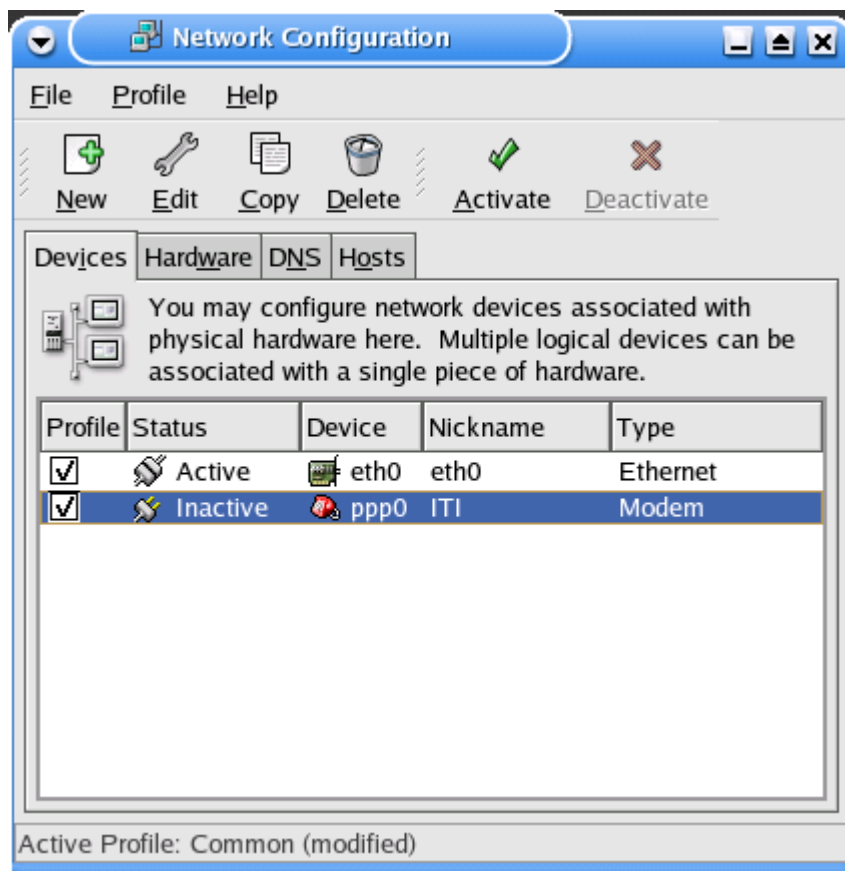 Network Configuration
File Profile Help
New Edit Copy Delete Activate Deactivate
Devices Hardware DNS Hosts
You may configure network devices associated with
physical hardware here. Multiple logical devices can be
associated with a single piece of hardware.
Profile Status Device Nickname Type
Active eth0 eth0 Ethernet
Inactive ppp0 ITI Modem
Active Profile: Common (modified)